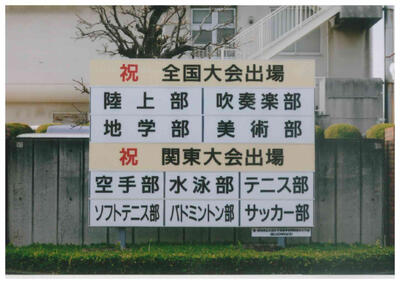 祝 全国大会出場
陸上部 吹奏楽部
地学部 美術部
祝 関東大会出場
空手部 水泳部 テニス部
ソフトテニス部 バドミントン部 サッカー部